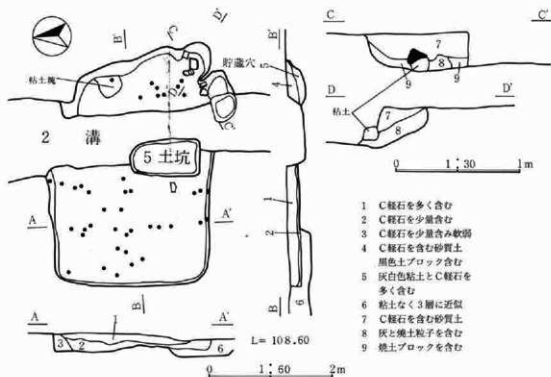 B'
D'
C
貯蔵穴
粘土塊
D
C'
2 溝
5 土坑
A
A'
B
B'
5
4
1
2
6
B
A
1
A'
3
2
6
L=108.60
0
1:60
2m
C
C'
7
8
9
9
D
D'
粘土
7
8
0
1:30
1m
1 C軽石を多く含む
2 C軽石を少量含む
3 C軽石を少量含み軟弱
4 C軽石を含む砂質土
黒色土ブロック含む
5 灰白色粘土とC軽石を
多く含む
6 粘土なく3層に近似
7 C軽石を含む砂質土
8 灰と焼土粒子を含む
9 焼土ブロックを含む